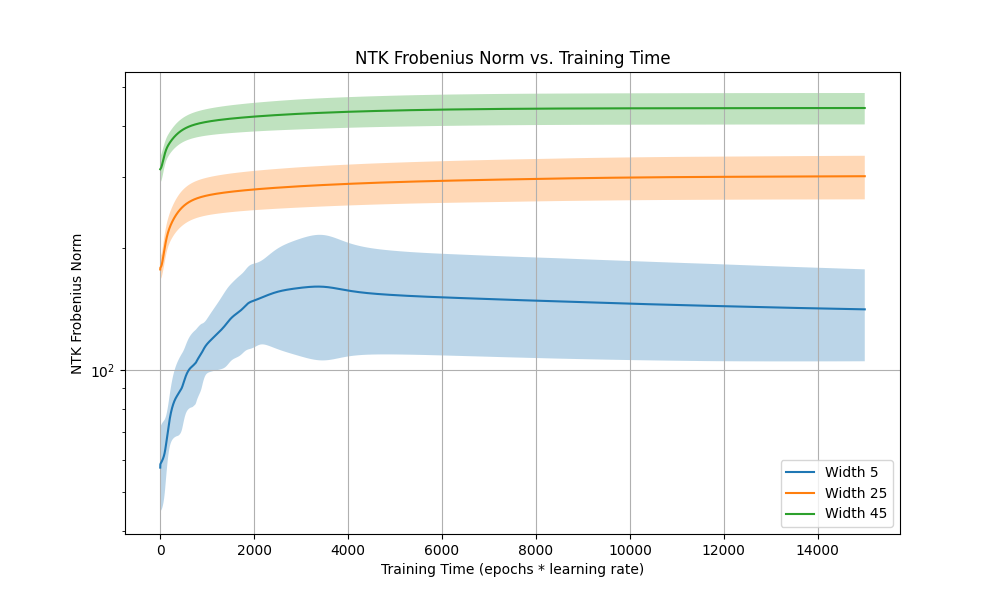 NTK Frobenius Norm vs. Training Time
NTK Frobenius Norm
10²
0 2000 4000 6000 8000 10000 12000 14000
Training Time (epochs * learning rate)
Width 5
Width 25
Width 45